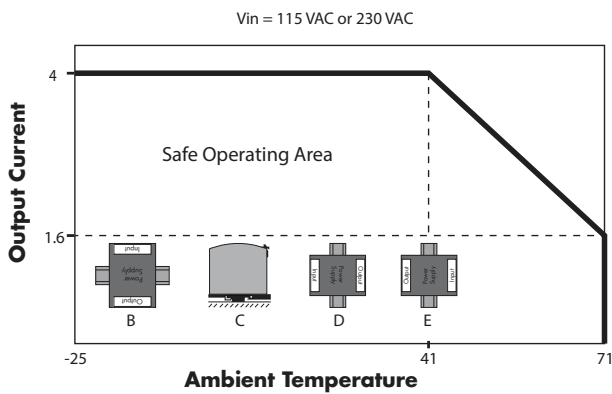 Vin = 115 VAC or 230 VAC
4
Output Current
Safe Operating Area
1.6
Input
Power
Supply
Output
Input
Power
Supply
Output
Output
Power
Supply
Input
B
C
D
E
-25
41
71
Ambient Temperature